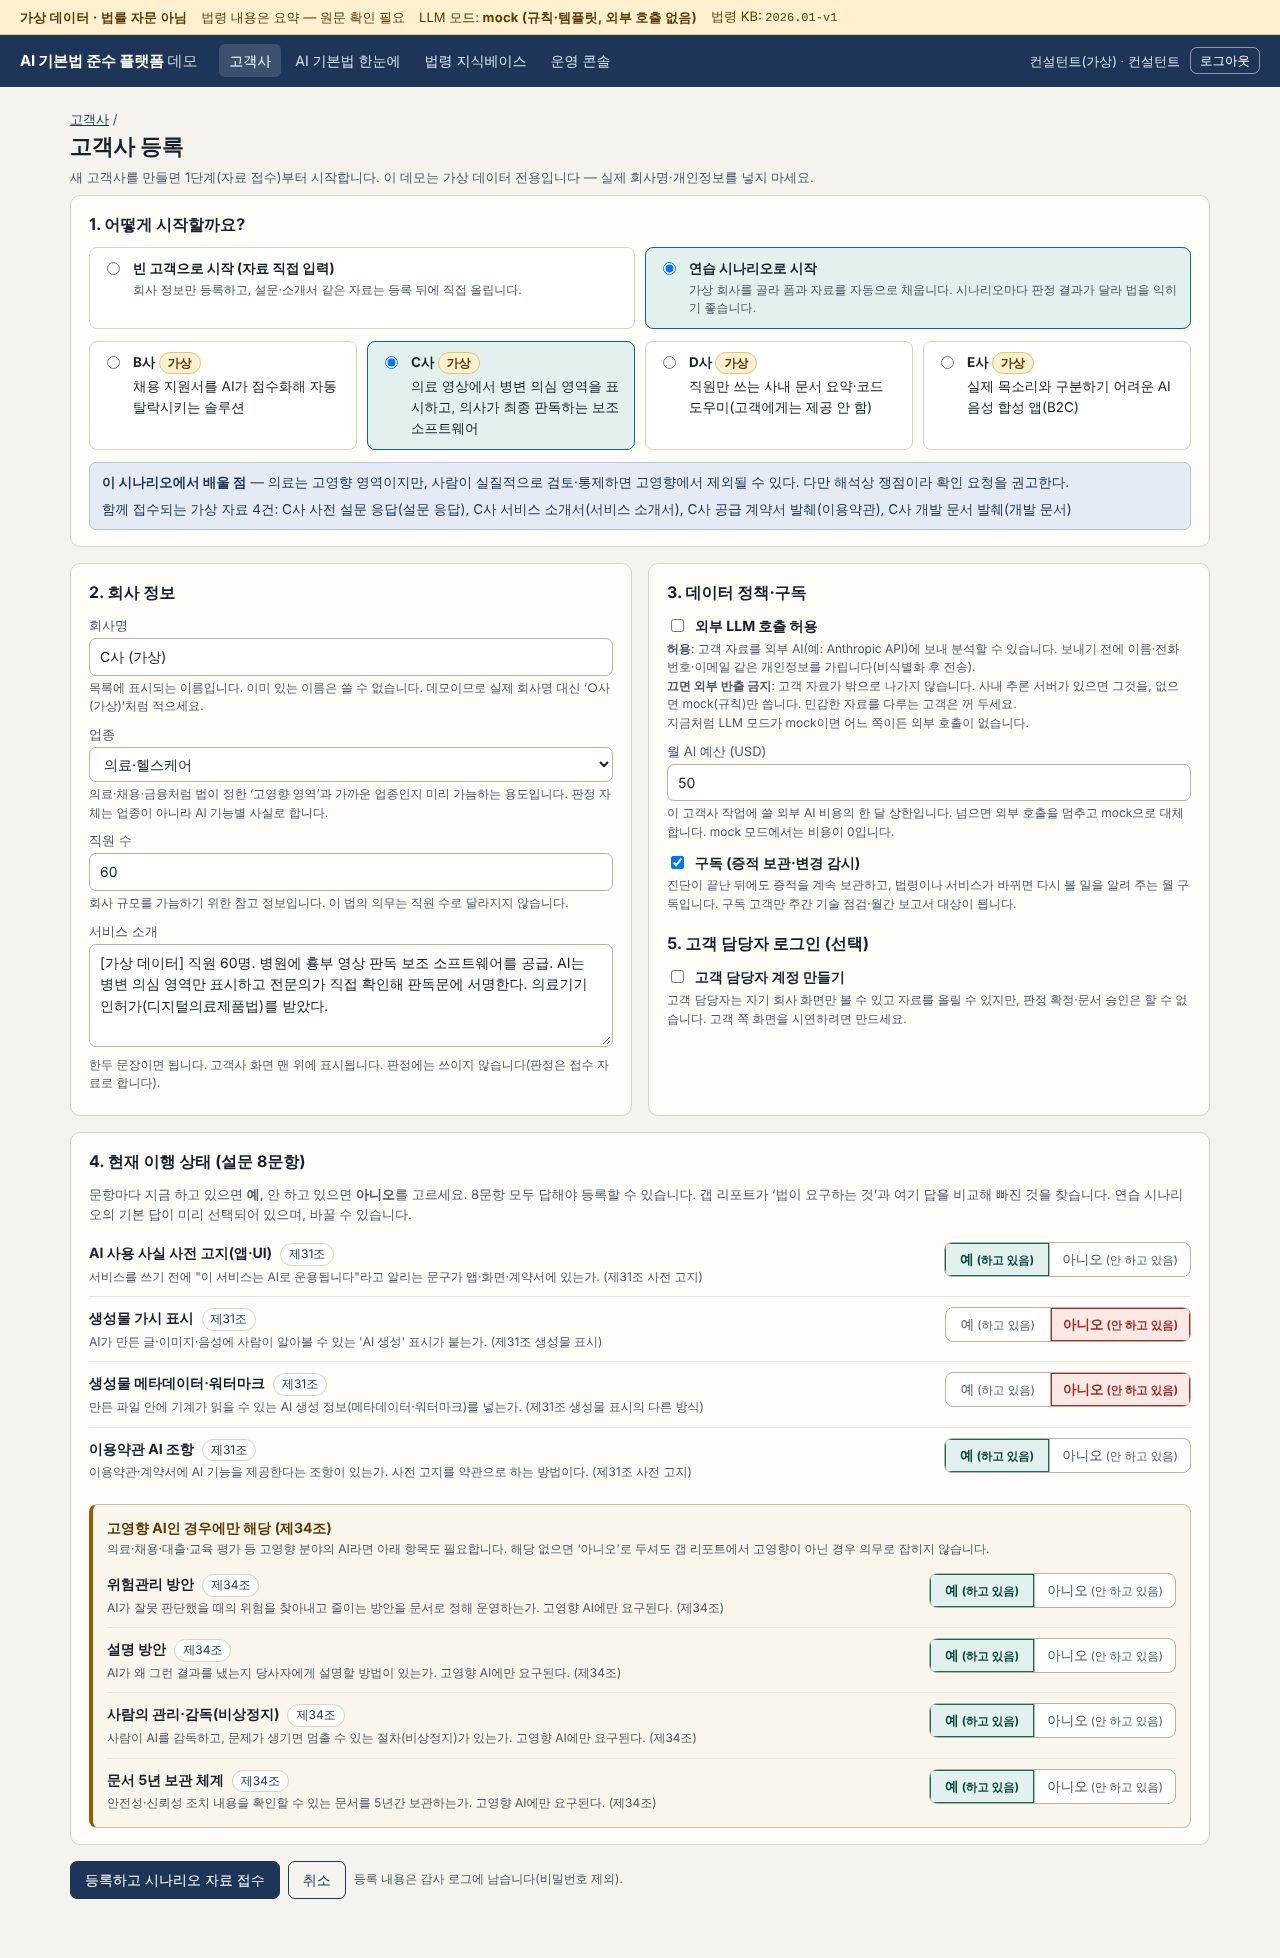 가상 데이터 · 법률 자문 아님 법령 내용은 요약 — 원문 확인 필요 LLM 모드: mock (규칙·템플릿, 외부 호출 없음) 법령 KB: 2026.01-v1
AI 기본법 준수 플랫폼 데모 고객사 AI 기본법 한눈에 법령 지식베이스 운영 콘솔 컨설턴트(가상) · 컨설턴트 로그아웃
고객사 /
고객사 등록
새 고객사를 만들면 1단계(자료 접수)부터 시작합니다. 이 데모는 가상 데이터 전용입니다 — 실제 회사명·개인정보를 넣지 마세요.
1. 어떻게 시작할까요?
빈 고객으로 시작 (자료 직접 입력)
회사 정보만 등록하고, 설문·소개서 같은 자료는 등록 뒤에 직접 올립니다.
연습 시나리오로 시작
가상 회사를 골라 폼과 자료를 자동으로 채웁니다. 시나리오마다 판정 결과가 달라 법을 익히
기 좋습니다.
B사 가상
채용 지원서를 AI가 점수화해 자동
탈락시키는 솔루션
C사 가상
의료 영상에서 병변 의심 영역을 표
시하고, 의사가 최종 판독하는 보조
소프트웨어
D사 가상
직원만 쓰는 사내 문서 요약·코드
도우미(고객에게는 제공 안 함)
E사 가상
실제 목소리와 구분하기 어려운 AI
음성 합성 앱(B2C)
이 시나리오에서 배울 점 — 의료는 고영향 영역이지만, 사람이 실질적으로 검토·통제하면 고영향에서 제외될 수 있다. 다만 해석상 쟁점이라 확인 요청을 권고한다.
함께 접수되는 가상 자료 4건: C사 사전 설문 응답(설문 응답), C사 서비스 소개서(서비스 소개서), C사 공급 계약서 발췌(이용약관), C사 개발 문서 발췌(개발 문서)
2. 회사 정보
회사명
C사 (가상)
목록에 표시되는 이름입니다. 이미 있는 이름은 쓸 수 없습니다. 데모이므로 실제 회사명 대신 ‘○사
(가상)’처럼 적으세요.
업종
의료·헬스케어
의료·채용·금융처럼 법이 정한 ‘고영향 영역’과 가까운 업종인지 미리 가늠하는 용도입니다. 판정 자
체는 업종이 아니라 AI 기능별 사실로 합니다.
직원 수
60
회사 규모를 가늠하기 위한 참고 정보입니다. 이 법의 의무는 직원 수로 달라지지 않습니다.
서비스 소개
[가상 데이터] 직원 60명. 병원에 흉부 영상 판독 보조 소프트웨어를 공급. AI는
병변 의심 영역만 표시하고 전문의가 직접 확인해 판독문에 서명한다. 의료기기
인허가(디지털의료제품법)를 받았다.
한두 문장이면 됩니다. 고객사 화면 맨 위에 표시됩니다. 판정에는 쓰이지 않습니다(판정은 접수 자
료로 합니다).
3. 데이터 정책·구독
외부 LLM 호출 허용
허용: 고객 자료를 외부 AI(예: Anthropic API)에 보내 분석할 수 있습니다. 보내기 전에 이름·전화
번호·이메일 같은 개인정보를 가립니다(비식별화 후 전송).
끄면 외부 반출 금지: 고객 자료가 밖으로 나가지 않습니다. 사내 추론 서버가 있으면 그것을, 없으
면 mock(규칙)만 씁니다. 민감한 자료를 다루는 고객은 꺼 두세요.
지금처럼 LLM 모드가 mock이면 어느 쪽이든 외부 호출이 없습니다.
월 AI 예산 (USD)
50
이 고객사 작업에 쓸 외부 AI 비용의 한 달 상한입니다. 넘으면 외부 호출을 멈추고 mock으로 대체
합니다. mock 모드에서는 비용이 0입니다.
구독 (증적 보관·변경 감시)
진단이 끝난 뒤에도 증적을 계속 보관하고, 법령이나 서비스가 바뀌면 다시 볼 일을 알려 주는 월 구
독입니다. 구독 고객만 주간 기술 점검·월간 보고서 대상이 됩니다.
5. 고객 담당자 로그인 (선택)
고객 담당자 계정 만들기
고객 담당자는 자기 회사 화면만 볼 수 있고 자료를 올릴 수 있지만, 판정 확정·문서 승인은 할 수 없
습니다. 고객 쪽 화면을 시연하려면 만드세요.
4. 현재 이행 상태 (설문 8문항)
문항마다 지금 하고 있으면 예, 안 하고 있으면 아니오를 고르세요. 8문항 모두 답해야 등록할 수 있습니다. 갭 리포트가 ‘법이 요구하는 것’과 여기 답을 비교해 빠진 것을 찾습니다. 연습 시나리
오의 기본 답이 미리 선택되어 있으며, 바꿀 수 있습니다.
AI 사용 사실 사전 고지(앱·UI) 제31조 예 (하고 있음) 아니오 (안 하고 있음)
서비스를 쓰기 전에 "이 서비스는 AI로 운용됩니다"라고 알리는 문구가 앱·화면·계약서에 있는가. (제31조 사전 고지)
생성물 가시 표시 제31조 예 (하고 있음) 아니오 (안 하고 있음)
AI가 만든 글·이미지·음성에 사람이 알아볼 수 있는 'AI 생성' 표시가 붙는가. (제31조 생성물 표시)
생성물 메타데이터·워터마크 제31조 예 (하고 있음) 아니오 (안 하고 있음)
만든 파일 안에 기계가 읽을 수 있는 AI 생성 정보(메타데이터·워터마크)를 넣는가. (제31조 생성물 표시의 다른 방식)
이용약관 AI 조항 제31조 예 (하고 있음) 아니오 (안 하고 있음)
이용약관·계약서에 AI 기능을 제공한다는 조항이 있는가. 사전 고지를 약관으로 하는 방법이다. (제31조 사전 고지)
고영향 AI인 경우에만 해당 (제34조)
의료·채용·대출·교육 평가 등 고영향 분야의 AI라면 아래 항목도 필요합니다. 해당 없으면 ‘아니오’로 두셔도 갭 리포트에서 고영향이 아닌 경우 의무로 잡히지 않습니다.
위험관리 방안 제34조 예 (하고 있음) 아니오 (안 하고 있음)
AI가 잘못 판단했을 때의 위험을 찾아내고 줄이는 방안을 문서로 정해 운영하는가. 고영향 AI에만 요구된다. (제34조)
설명 방안 제34조 예 (하고 있음) 아니오 (안 하고 있음)
AI가 왜 그런 결과를 냈는지 당사자에게 설명할 방법이 있는가. 고영향 AI에만 요구된다. (제34조)
사람의 관리·감독(비상정지) 제34조 예 (하고 있음) 아니오 (안 하고 있음)
사람이 AI를 감독하고, 문제가 생기면 멈출 수 있는 절차(비상정지)가 있는가. 고영향 AI에만 요구된다. (제34조)
문서 5년 보관 체계 제34조 예 (하고 있음) 아니오 (안 하고 있음)
안전성·신뢰성 조치 내용을 확인할 수 있는 문서를 5년간 보관하는가. 고영향 AI에만 요구된다. (제34조)
등록하고 시나리오 자료 접수 취소 등록 내용은 감사 로그에 남습니다(비밀번호 제외).